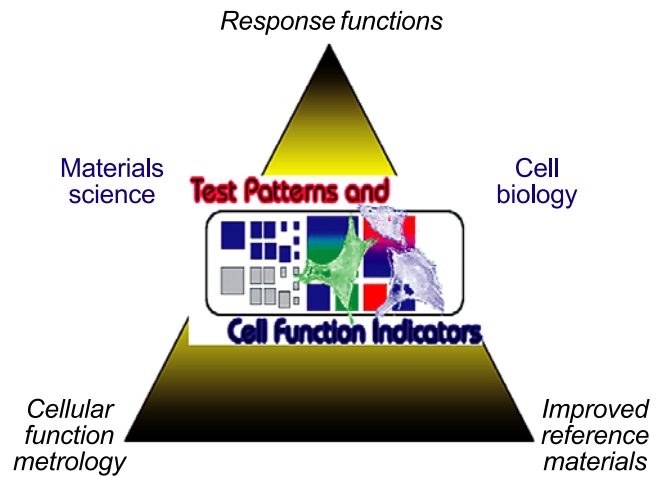 Response functions
Materials
science
Cell
biology
Test Patterns and
Cell Function Indicators
Cellular
function
metrology
Improved
reference
materials